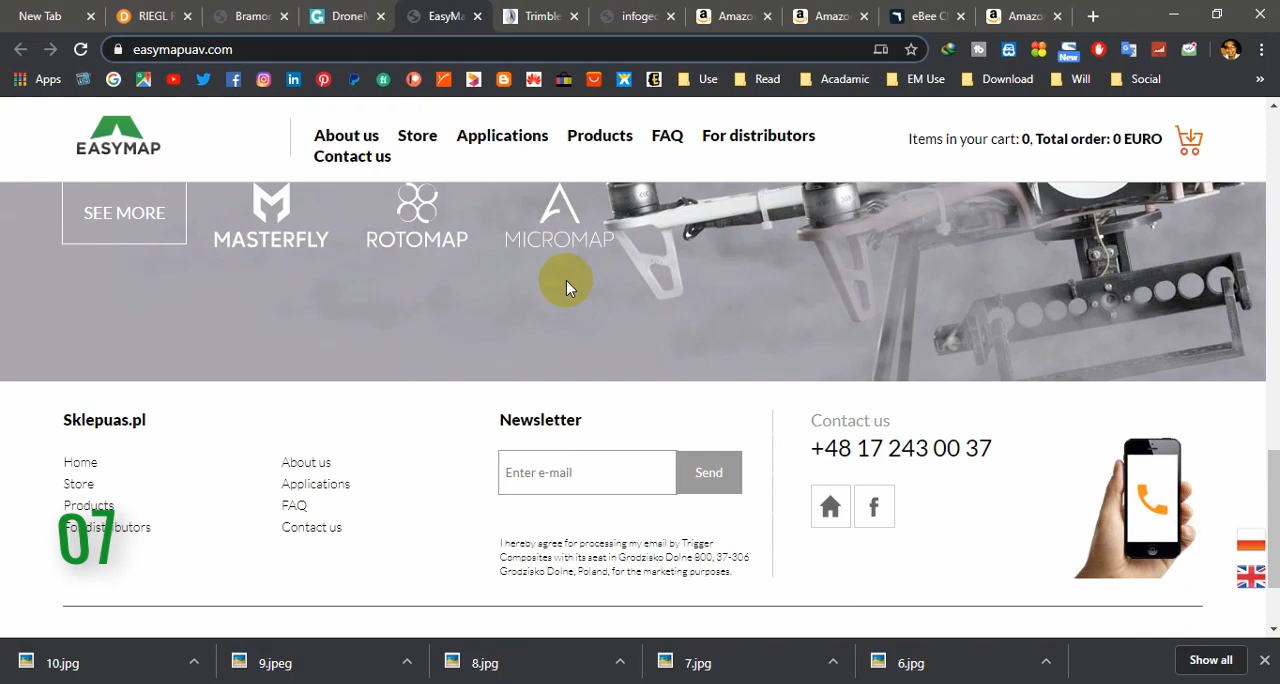 New Tab
RIEGL R
Bramor
DroneM
EasyMa
Trimble
infogeo
Amazo
Amazo
eBee C
Amazo
easymapuav.com
New
Apps
Use
Read
Acadamic
EM Use
Download
Will
Social
»
EASYMAP
About us
Store
Applications
Products
FAQ
For distributors
Contact us
Items in your cart: 0, Total order: 0 EURO
SEE MORE
MASTERFLY
ROTOMAP
MICROMAP
Sklepuas.pl
Home
About us
Store
Applications
Products
FAQ
For distributors
Contact us
07
Newsletter
Enter e-mail
Send
I hereby agree for processing my email by Trigger
Composites with its seat in Grodzisko Dolne 800, 37-306
Grodzisko Dolne, Poland, for the marketing purposes.
Contact us
+48 17 243 00 37
10.jpg
9.jpeg
8.jpg
7.jpg
6.jpg
Show all